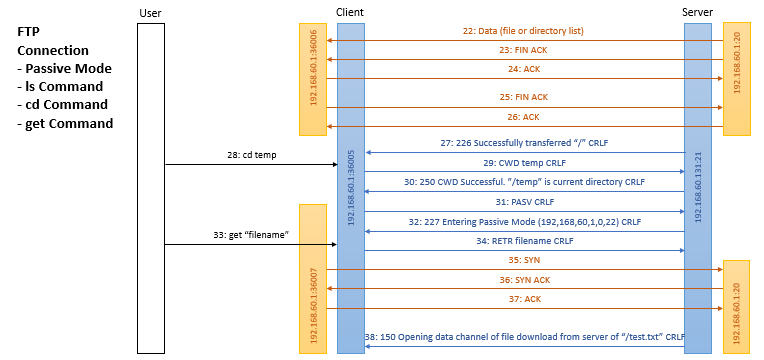 User
Client
Server
FTP
Connection
- Passive Mode
- ls Command
- cd Command
- get Command
192.168.60.1:36006
192.168.60.1:20
22: Data (file or directory list)
23: FIN ACK
24: ACK
25: FIN ACK
26: ACK
192.168.60.1:36005
192.168.60.131:21
27: 226 Successfully transferred “/” CRLF
28: cd temp
29: CWD temp CRLF
30: 250 CWD Successful. “/temp” is current directory CRLF
31: PASV CRLF
32: 227 Entering Passive Mode (192,168,60,1,0,22) CRLF
33: get “filename”
34: RETR filename CRLF
35: SYN
36: SYN ACK
37: ACK
192.168.60.1:36007
192.168.60.1:20
38: 150 Opening data channel of file download from server of “/test.txt” CRLF